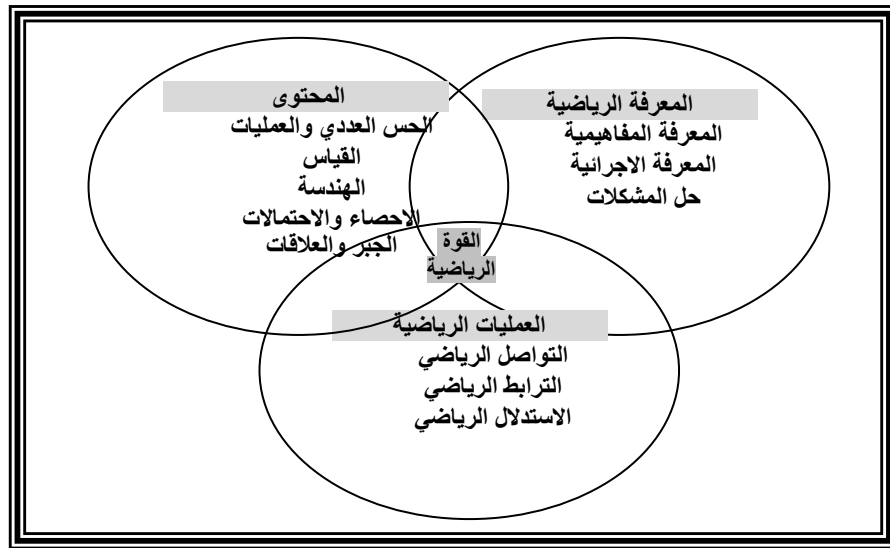 المعرفة الرياضية
المعرفة المفاهيمية
المعرفة الاجرائية
حل المشكلات
المحتوى
الحس العددي والعمليات
القياس
الهندسة
الاحصاء والاحتمالات
الجبر والعلاقات
القوة
الرياضية
العمليات الرياضية
التواصل الرياضي
الترابط الرياضي
الاستدلال الرياضي